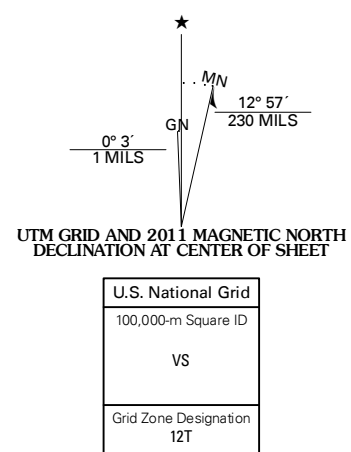 ★
MN
GN
12° 57´
230 MILS
0° 3´
1 MILS
UTM GRID AND 2011 MAGNETIC NORTH
DECLINATION AT CENTER OF SHEET
U.S. National Grid
100,000-m Square ID
VS
Grid Zone Designation
12T